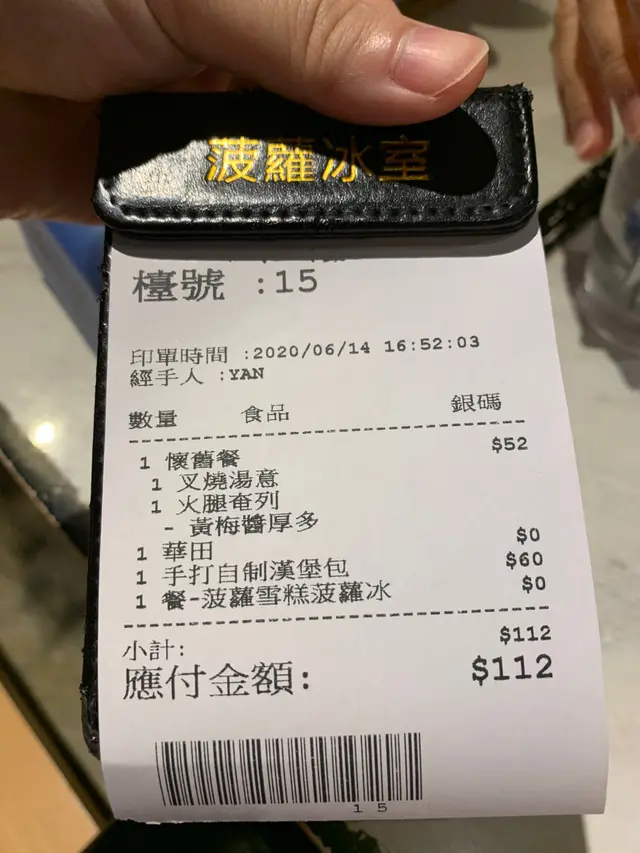 菠蘿冰室
檯號 :15
印單時間 :2020/06/14 16:52:03
經手人 :YAN
數量 食品 銀碼
1 懷舊餐 $52
1 叉燒湯意
1 火腿奄列
- 黃梅醬厚多
1 華田 $0
1 手打自制漢堡包 $60
1 餐-菠蘿雪糕菠蘿冰 $0
小計: $112
應付金額: $112
15